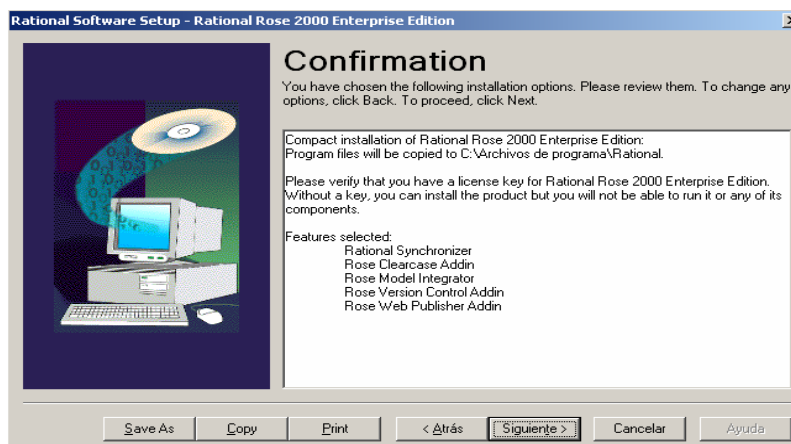 Rational Software Setup - Rational Rose 2000 Enterprise Edition
Confirmation
You have chosen the following installation options. Please review them. To change any
options, click Back. To proceed, click Next.
Compact installation of Rational Rose 2000 Enterprise Edition:
Program files will be copied to C:\Archivos de programa\Rational.
Please verify that you have a license key for Rational Rose 2000 Enterprise Edition.
Without a key, you can install the product but you will not be able to run it or any of its
components.
Features selected:
Rational Synchronizer
Rose Clearcase Addin
Rose Model Integrator
Rose Version Control Addin
Rose Web Publisher Addin
Save As Copy Print < Atrás Siguiente > Cancelar Ayuda